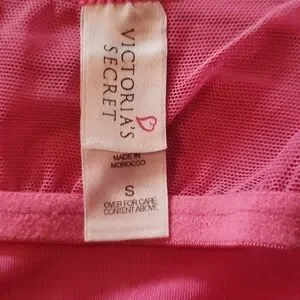 VICTORIA'S
SECRET
MADE IN
MOROCCO
S
OVER FOR CARE
CONTENT ABOVE